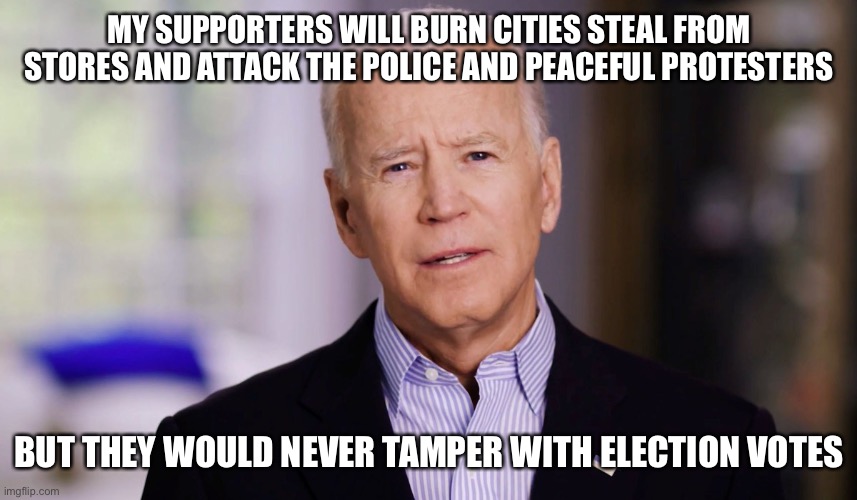 MY SUPPORTERS WILL BURN CITIES STEAL FROM
STORES AND ATTACK THE POLICE AND PEACEFUL PROTESTERS
BUT THEY WOULD NEVER TAMPER WITH ELECTION VOTES
imgflip.com